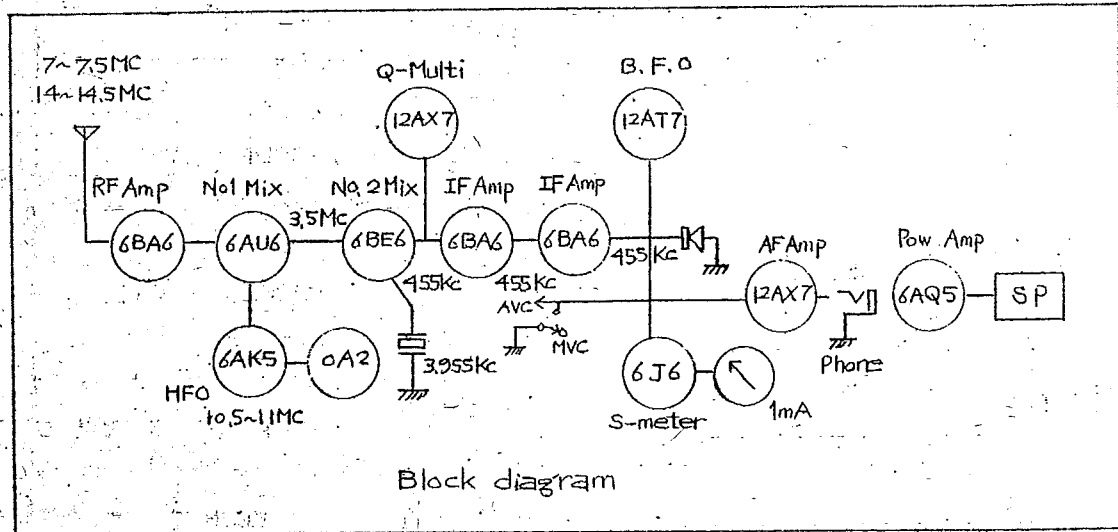 7~7.5MC
14~14.5MC
Q-Multi
B.F.O
12AX7
12AT7
RF Amp
No1 Mix
No.2 Mix
IF Amp
IF Amp
3.5Mc
6BA6
6AU6
6BE6
6BA6
6BA6
455Kc
455Kc
455Kc
AF Amp
Pow Amp
12AX7
6AQ5
SP
AVC
MVC
Phone
6AK5
0A2
3.955Kc
6J6
1mA
HFO
10.5~11MC
S-meter
Block diagram